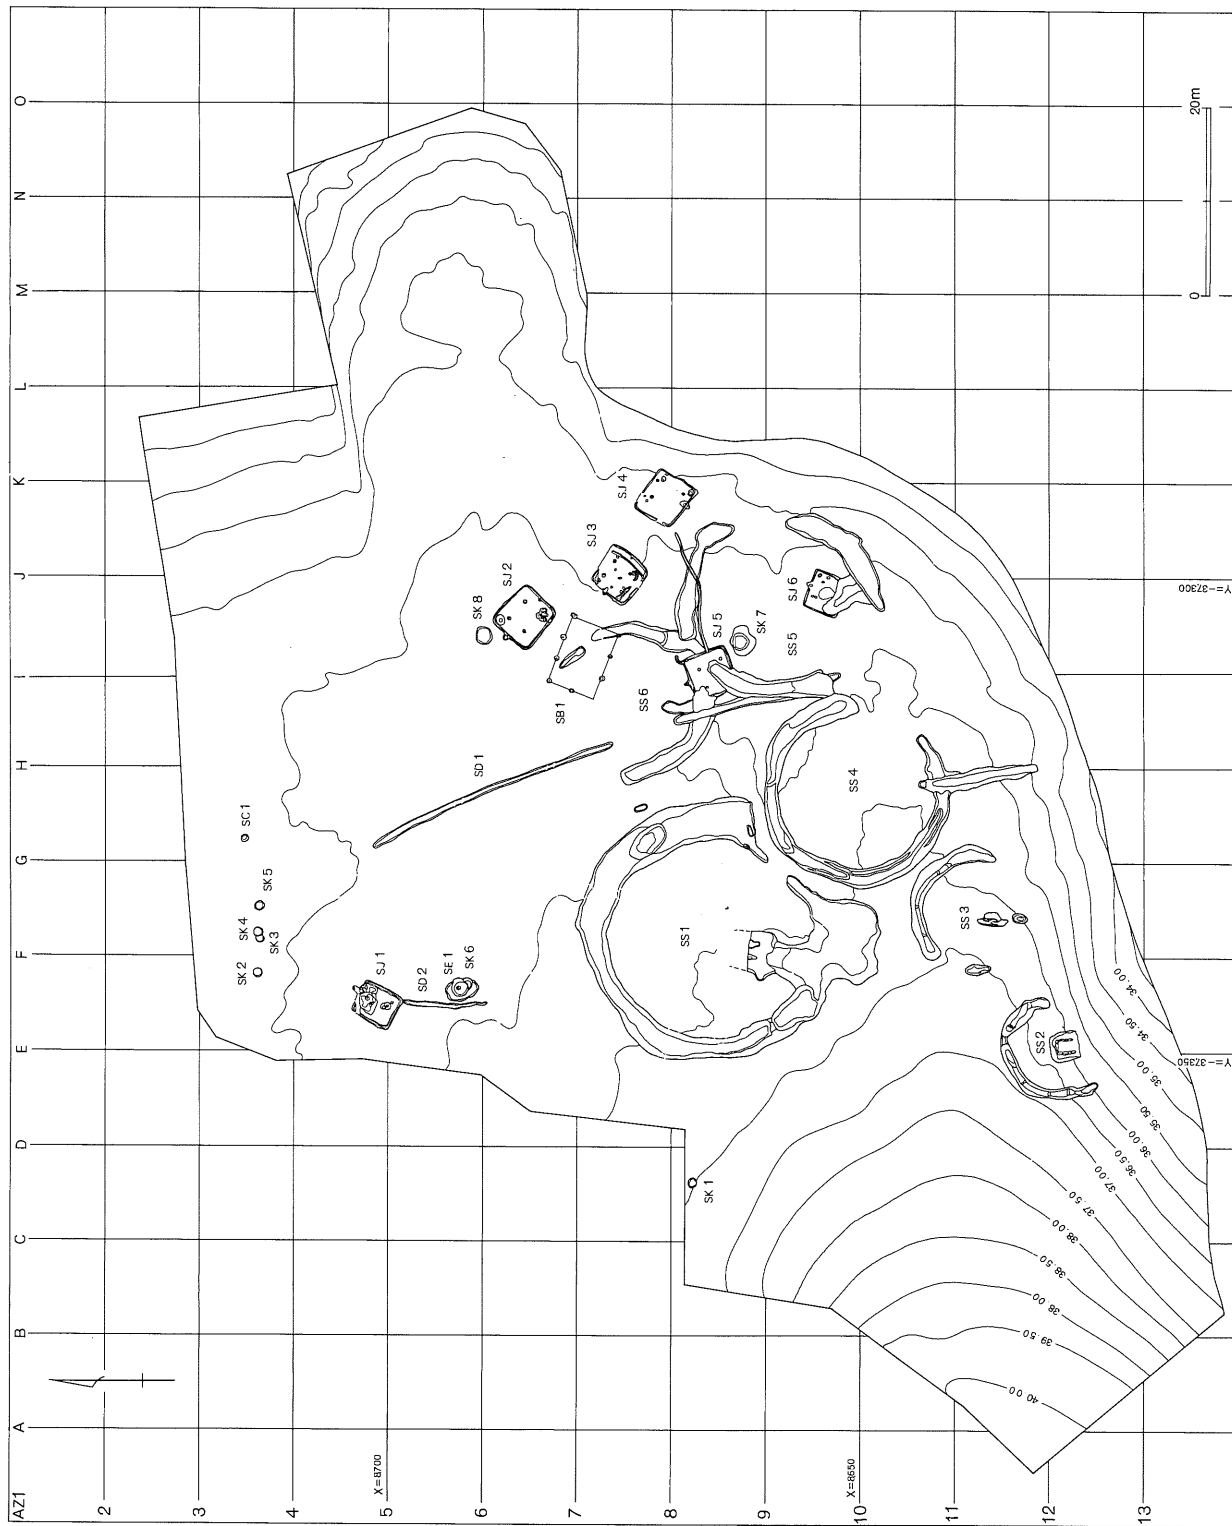 AZ1
A
B
C
D
E
F
G
H
I
J
K
L
M
N
O
2
3
4
5
6
7
8
9
10
11
12
13
X=8700
X=8650
Y=-37300
Y=-37350
0
20m
SK 2
SK 3
SK 4
SK 5
SC 1
SJ 1
SD 2
SE 1
SK 6
SD 1
SK 8
SJ 2
SB 1
SJ 3
SJ 4
SS 6
SJ 5
SK 7
SS 5
SJ 6
SS 1
SS 4
SS 3
SS 2
SK 1
34.00
34.50
35.00
35.50
36.00
36.50
37.00
37.50
38.00
38.50
38.00
39.50
40.00